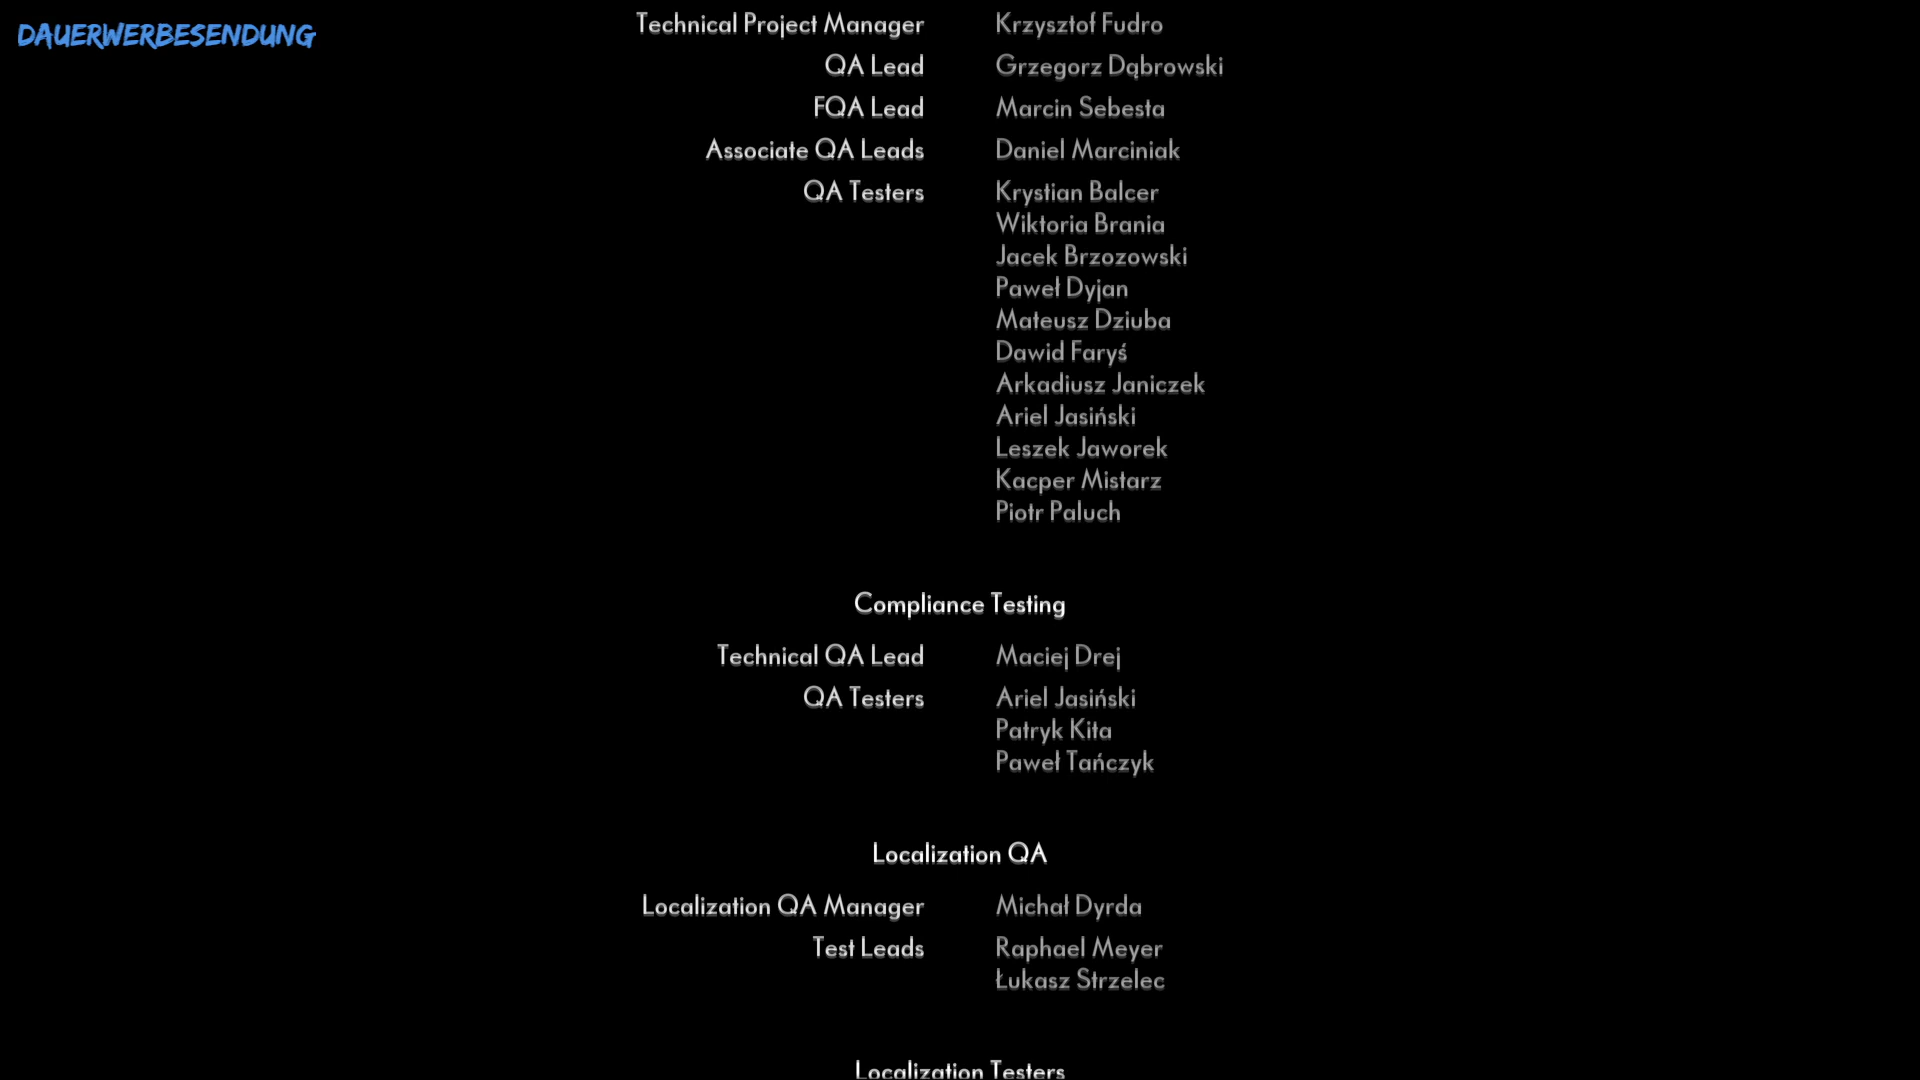 DAUERWERBESENDUNG
Technical Project Manager Krzysztof Fudro
QA Lead Grzegorz Dąbrowski
FQA Lead Marcin Sebesta
Associate QA Leads Daniel Marciniak
QA Testers Krystian Balcer
Wiktoria Brania
Jacek Brzozowski
Paweł Dyjan
Mateusz Dziuba
Dawid Faryś
Arkadiusz Janiczek
Ariel Jasiński
Leszek Jaworek
Kacper Mistarz
Piotr Paluch
Compliance Testing
Technical QA Lead Maciej Drej
QA Testers Ariel Jasiński
Patryk Kita
Paweł Tańczyk
Localization QA
Localization QA Manager Michał Dyrda
Test Leads Raphael Meyer
Łukasz Strzelec
Localization Testers